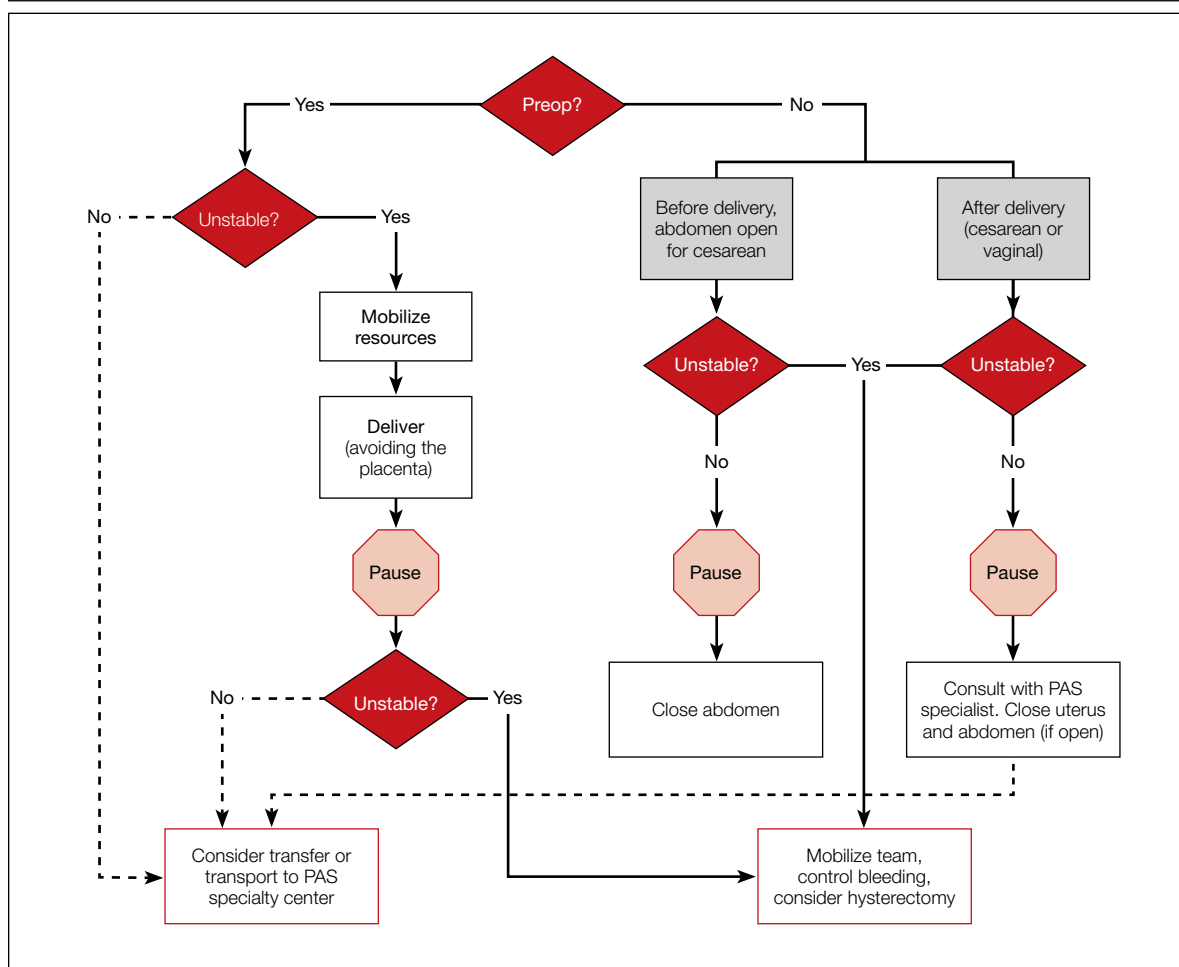 Preop?
Yes
No
Unstable?
No
Yes
Before delivery,
abdomen open
for cesarean
After delivery
(cesarean or
vaginal)
Mobilize
resources
Unstable?
Yes
Unstable?
Deliver
(avoiding the
placenta)
No
No
Pause
Pause
Pause
Unstable?
No
Yes
Close abdomen
Consult with PAS
specialist. Close uterus
and abdomen (if open)
Consider transfer or
transport to PAS
specialty center
Mobilize team,
control bleeding,
consider hysterectomy